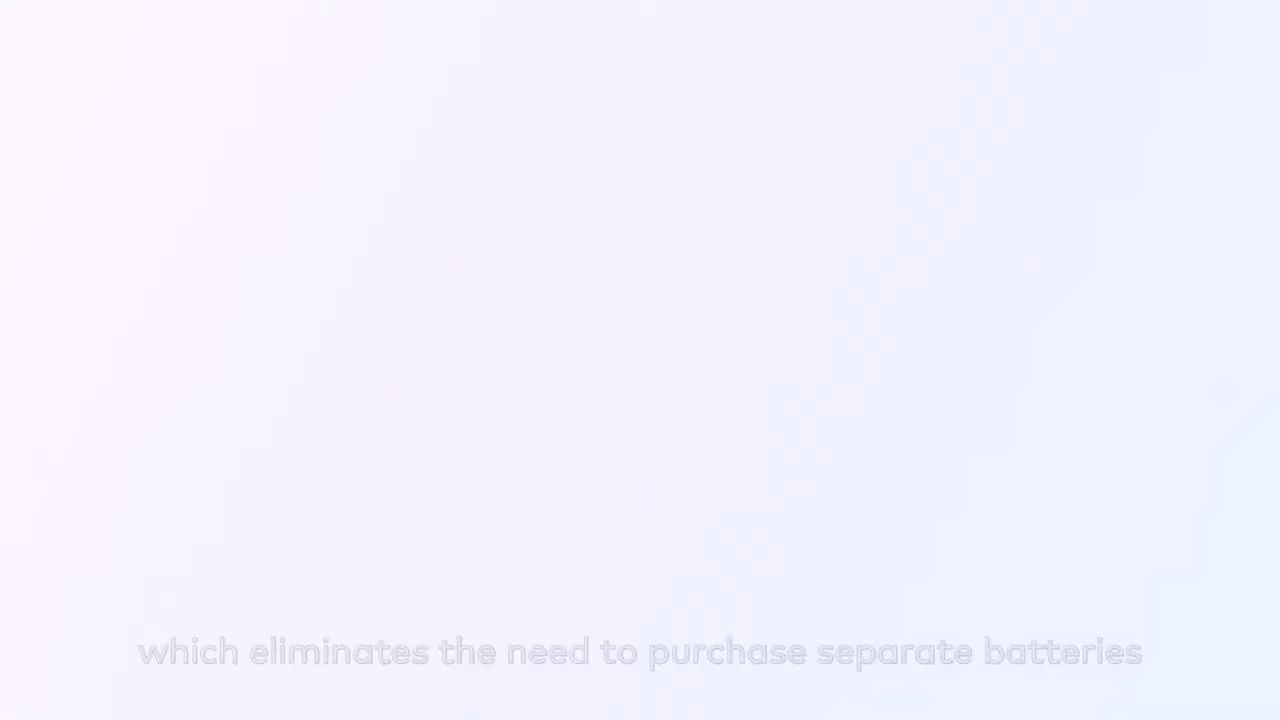 which eliminates the need to purchase separate batteries